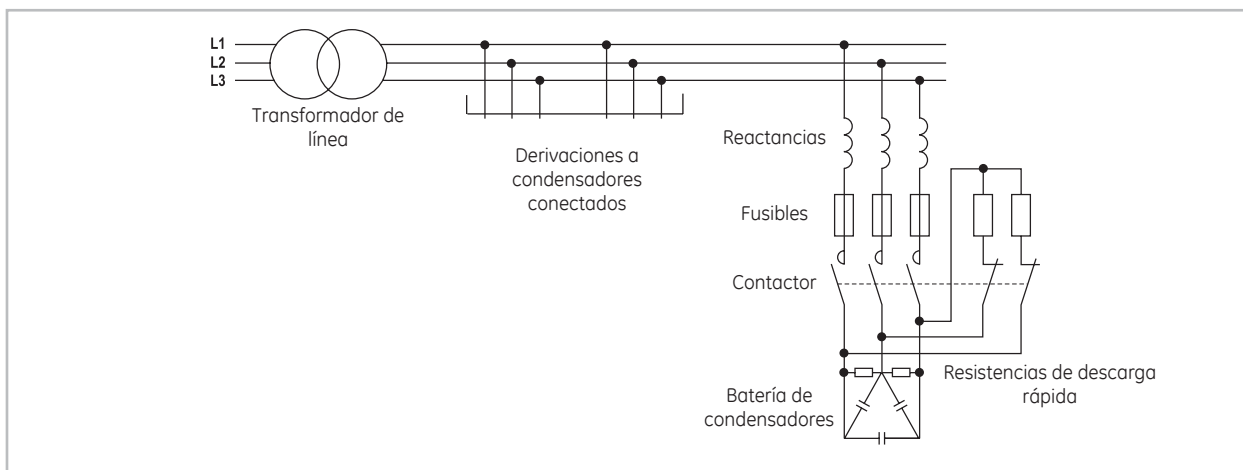 L1
L2
L3
Transformador de
línea
Derivaciones a
condensadores
conectados
Reactancias
Fusibles
Contactor
Batería de
condensadores
Resistencias de descarga
rápida